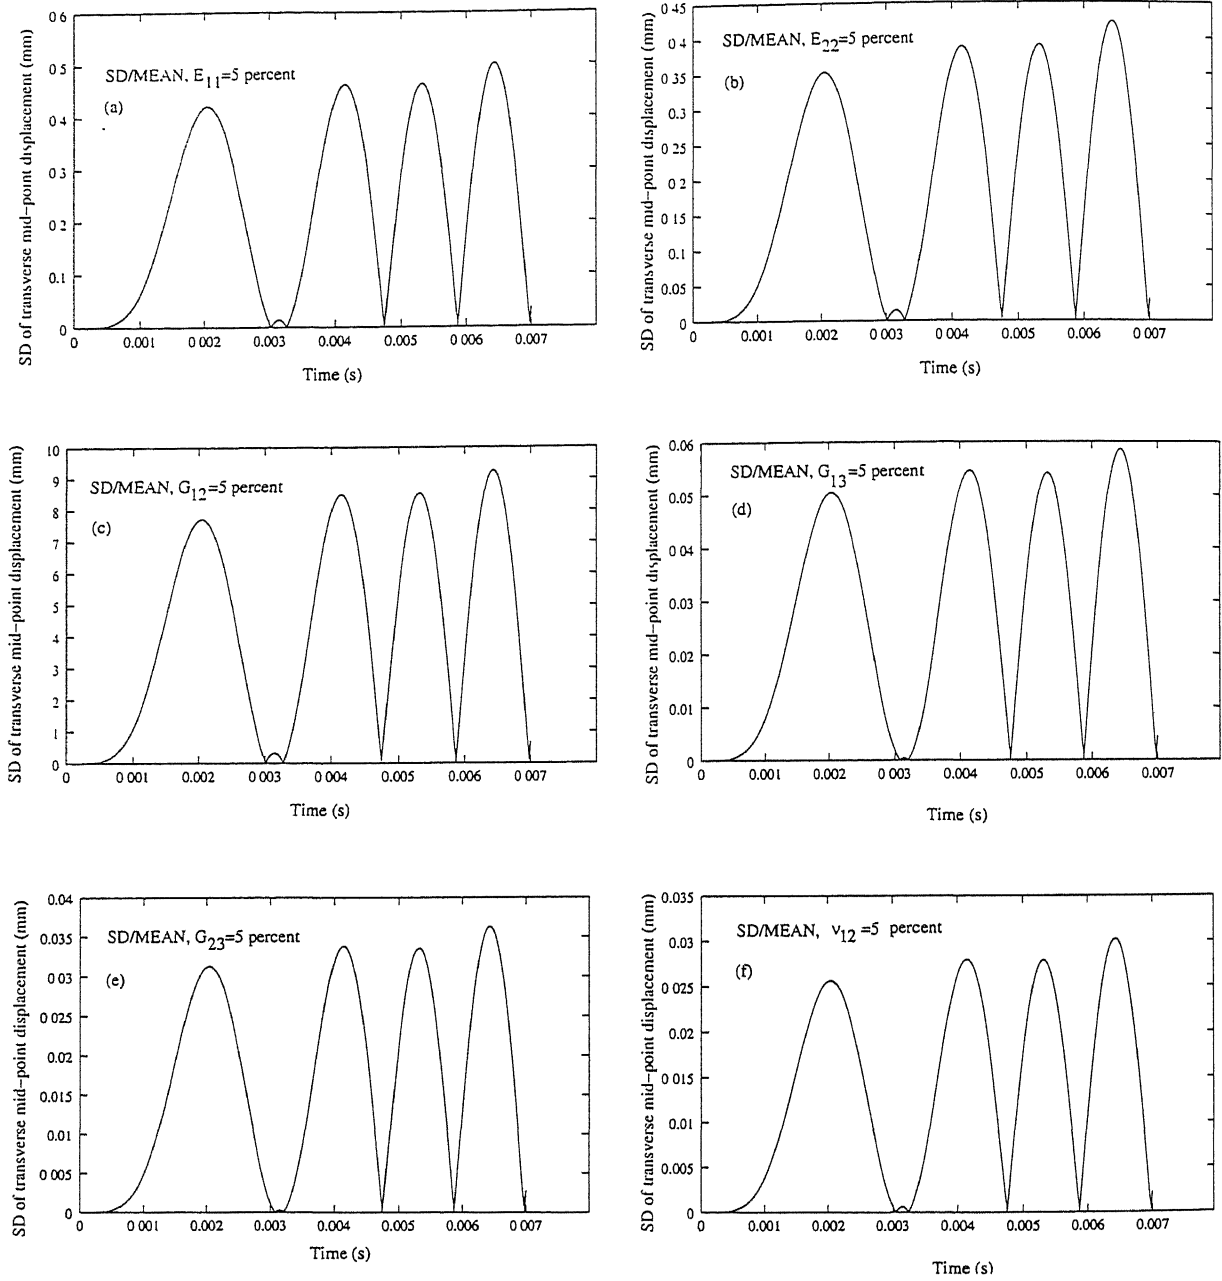 SD of transverse mid-point displacement (mm)
0 6
0 5
0 4
0 3
0 2
0.1
0
SD/MEAN, E11=5 percent
(a)
0 0.001 0.002 0.003 0.004 0.005 0 006 0.007
Time (s)
SD of transverse mid-point displacement (mm)
0 45
0 4
0.35
0.3
0.25
0 2
0.15
0.1
0.05
0
SD/MEAN, E22=5 percent
(b)
0 0.001 0.002 0.003 0.004 0.005 0.006 0.007
Time (s)
SD of transverse mid-point displacement (mm)
10
9
8
7
6
5
4
3
2
1
0
SD/MEAN, G12=5 percent
(c)
0 0 001 0.002 0.003 0.004 0.005 0.006 0 007
Time (s)
SD of transverse mid-point displacement (mm)
0.06
0.05
0 04
0.03
0.02
0.01
0
SD/MEAN, G13=5 percent
(d)
0 0.001 0.002 0.003 0.004 0.005 0.006 0.007
Time (s)
SD of transverse mid-point displacement (mm)
0.04
0.035
0.03
0 025
0.02
0.015
0.01
0 005
0
SD/MEAN, G23=5 percent
(e)
0 0.001 0.002 0.003 0.004 0.005 0.006 0 007
Time (s)
SD of transverse mid-point displacement (mm)
0.035
0.03
0.025
0.02
0 015
0.01
0.005
0
SD/MEAN, ν12 =5 percent
(f)
0 0.001 0.002 0.003 0.004 0.005 0.006 0.007
Time (s)